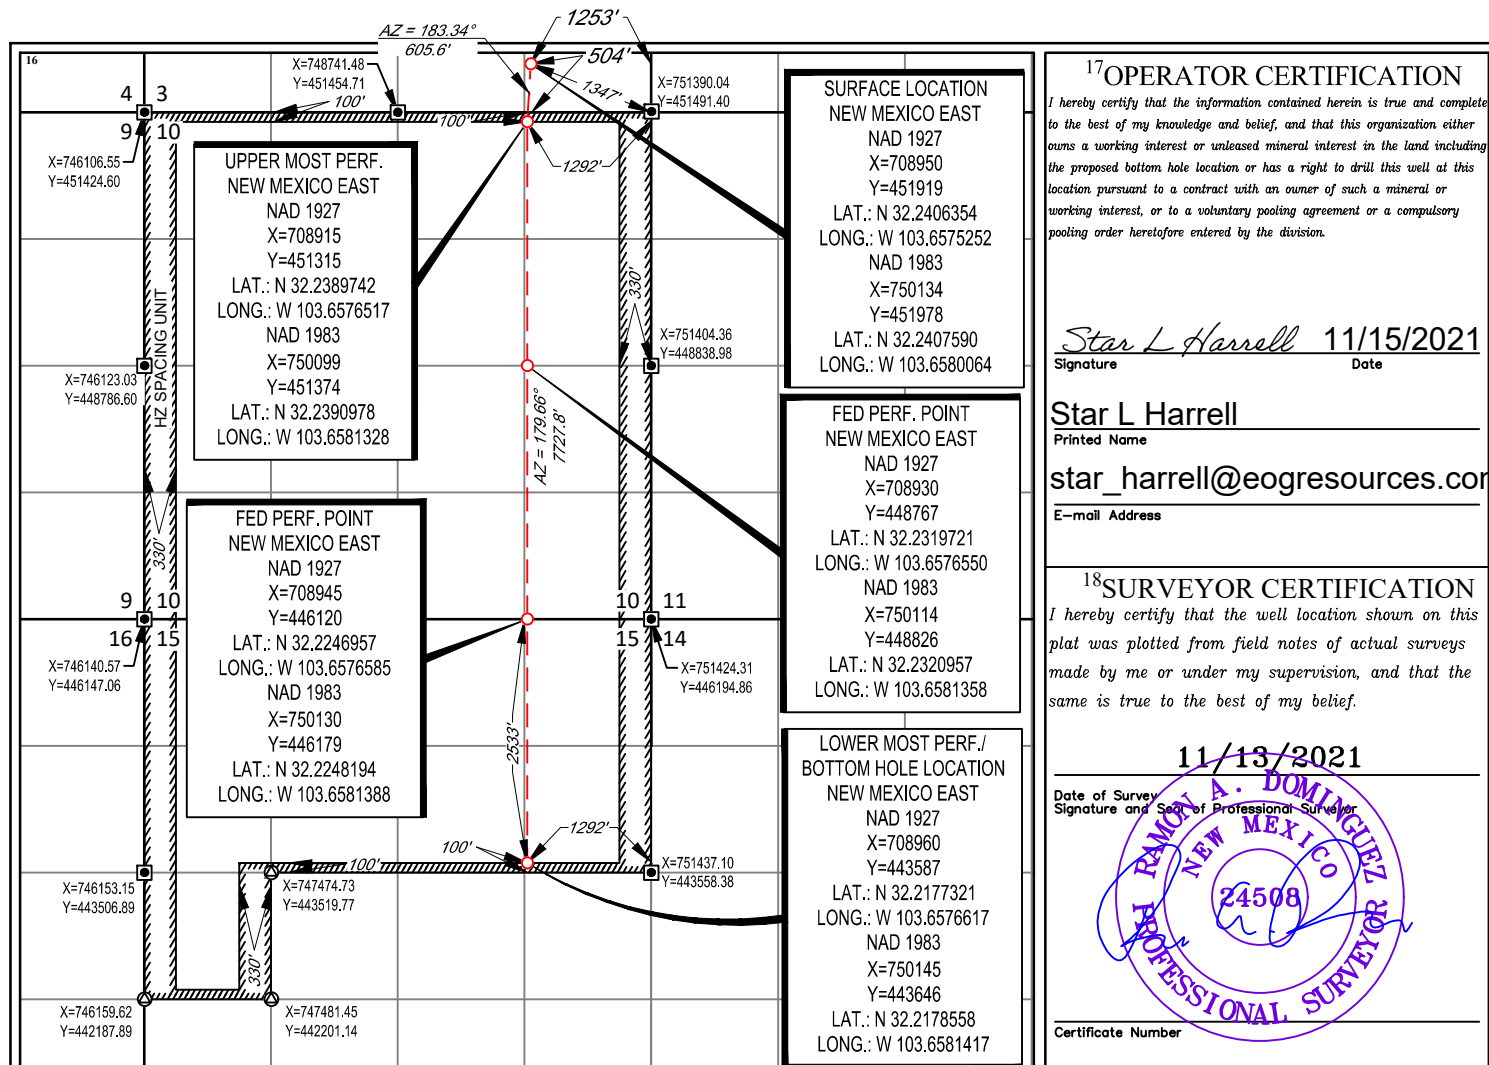 16
AZ = 183.34°
605.6'
1253'
504'
1347'
X=748741.48
Y=451454.71
X=751390.04
Y=451491.40
4 3
9 10
100'
100'
1292'
X=746106.55
Y=451424.60
UPPER MOST PERF.
NEW MEXICO EAST
NAD 1927
X=708915
Y=451315
LAT.: N 32.2389742
LONG.: W 103.6576517
NAD 1983
X=750099
Y=451374
LAT.: N 32.2390978
LONG.: W 103.6581328
SURFACE LOCATION
NEW MEXICO EAST
NAD 1927
X=708950
Y=451919
LAT.: N 32.2406354
LONG.: W 103.6575252
NAD 1983
X=750134
Y=451978
LAT.: N 32.2407590
LONG.: W 103.6580064
HZ SPACING UNIT
330'
330'
X=751404.36
Y=448838.98
X=746123.03
Y=448786.60
AZ = 179.66°
7727.8'
FED PERF. POINT
NEW MEXICO EAST
NAD 1927
X=708930
Y=448767
LAT.: N 32.2319721
LONG.: W 103.6576550
NAD 1983
X=750114
Y=448826
LAT.: N 32.2320957
LONG.: W 103.6581358
FED PERF. POINT
NEW MEXICO EAST
NAD 1927
X=708945
Y=446120
LAT.: N 32.2246957
LONG.: W 103.6576585
NAD 1983
X=750130
Y=446179
LAT.: N 32.2248194
LONG.: W 103.6581388
9 10
16 15
10 11
15 14
X=746140.57
Y=446147.06
X=751424.31
Y=446194.86
2533'
LOWER MOST PERF./
BOTTOM HOLE LOCATION
NEW MEXICO EAST
NAD 1927
X=708960
Y=443587
LAT.: N 32.2177321
LONG.: W 103.6576617
NAD 1983
X=750145
Y=443646
LAT.: N 32.2178558
LONG.: W 103.6581417
1292'
100'
100'
X=751437.10
Y=443558.38
X=746153.15
Y=443506.89
X=747474.73
Y=443519.77
330'
X=746159.62
Y=442187.89
X=747481.45
Y=442201.14
17 OPERATOR CERTIFICATION
I hereby certify that the information contained herein is true and complete
to the best of my knowledge and belief, and that this organization either
owns a working interest or unleased mineral interest in the land including
the proposed bottom hole location or has a right to drill this well at this
location pursuant to a contract with an owner of such a mineral or
working interest, or to a voluntary pooling agreement or a compulsory
pooling order heretofore entered by the division.
Star L Harrell 11/15/2021
Signature Date
Star L Harrell
Printed Name
star_harrell@eogresources.com
E-mail Address
18 SURVEYOR CERTIFICATION
I hereby certify that the well location shown on this
plat was plotted from field notes of actual surveys
made by me or under my supervision, and that the
same is true to the best of my belief.
11/13/2021
Date of Survey
Signature and Seal of Professional Surveyor
RAMON A. DOMINGUEZ
NEW MEXICO
24508
PROFESSIONAL SURVEYOR
Certificate Number